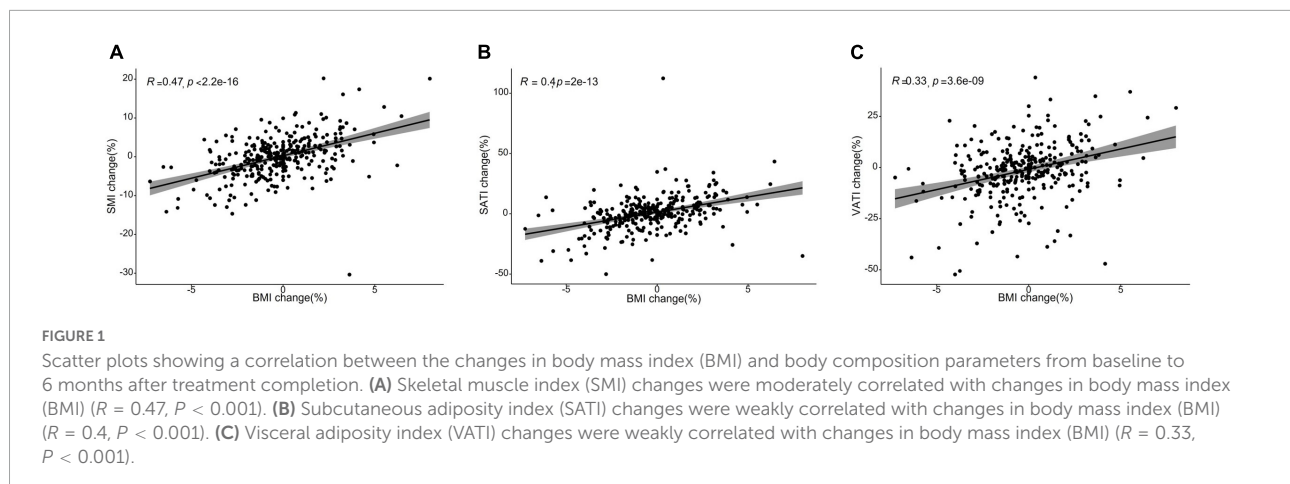 A
B
C
R=0.47, p<2.2e-16
R = 0.4, p=2e-13
R=0.33, p=3.6e-09
20
10
0
-10
-20
-30
SMI change(%)
-5
0
5
BMI change(%)
100
50
0
-50
SATI change(%)
-5
0
5
BMI change(%)
25
0
-25
-50
VATI change(%)
-5
0
5
BMI change(%)
FIGURE 1
Scatter plots showing a correlation between the changes in body mass index (BMI) and body composition parameters from baseline to
6 months after treatment completion. (A) Skeletal muscle index (SMI) changes were moderately correlated with changes in body mass index
(BMI) (R = 0.47, P < 0.001). (B) Subcutaneous adiposity index (SATI) changes were weakly correlated with changes in body mass index (BMI)
(R = 0.4, P < 0.001). (C) Visceral adiposity index (VATI) changes were weakly correlated with changes in body mass index (BMI) (R = 0.33,
P < 0.001).